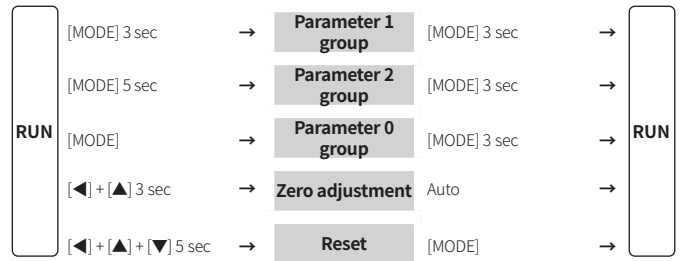 RUN
[MODE] 3 sec → Parameter 1 group [MODE] 3 sec →
[MODE] 5 sec → Parameter 2 group [MODE] 3 sec →
[MODE] → Parameter 0 group [MODE] 3 sec →
[◀] + [▲] 3 sec → Zero adjustment Auto →
[◀] + [▲] + [▼] 5 sec → Reset [MODE] →
RUN